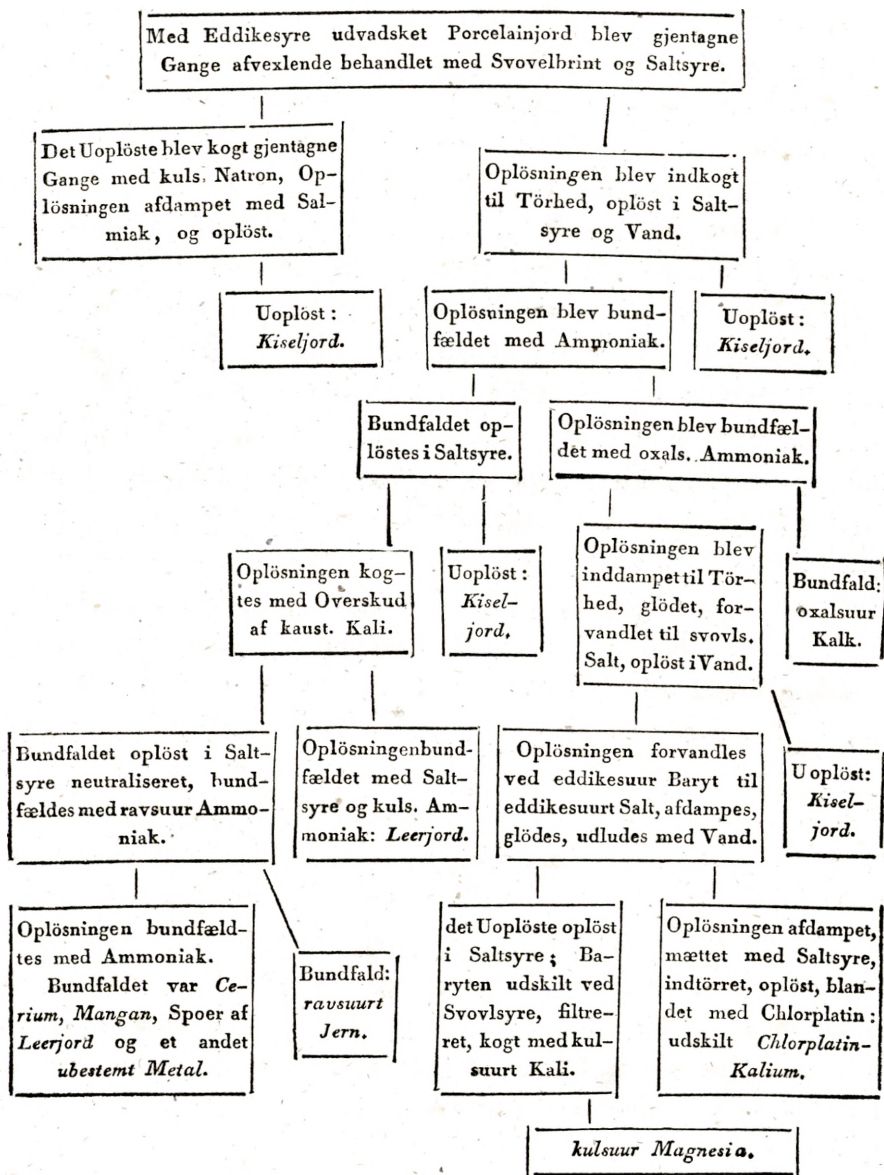 Med Eddikesyre udvadsket Porcelainjord blev gjentagne
Gange afvexlende behandlet med Svovelbrint og Saltsyre.
Det Uoplöste blev kogt gjentagne
Gange med kuls. Natron, Op-
lösningen afdampet med Sal-
miak, og oplöst.
Oplösningen blev indkogt
til Törhed, oplöst i Salt-
syre og Vand.
Uoplöst:
Kiseljord.
Oplösningen blev bund-
fældet med Ammoniak.
Uoplöst:
Kiseljord.
Bundfaldet op-
löstes i Saltsyre.
Oplösningen blev bundfæl-
det med oxals. Ammoniak.
Oplösningen kog-
tes med Overskud
af kaust. Kali.
Uoplöst:
Kisel-
jord.
Oplösningen blev
inddampet til Tör-
hed, glödet, for-
vandlet til svovls.
Salt, oplöst i Vand.
Bundfald:
oxalsuur
Kalk.
Bundfaldet oplöst i Salt-
syre neutraliseret, bund-
fældes med ravsuur Ammo-
niak.
Oplösningen bund-
fældet med Salt-
syre og kuls. Am-
moniak: Leerjord.
Oplösningen forvandles
ved eddikesuur Baryt til
eddikesuurt Salt, afdampes,
glödes, udludes med Vand.
Uoplöst:
Kisel-
jord.
Oplösningen bundfæld-
tes med Ammoniak.
Bundfaldet var Ce-
rium, Mangan, Spoer af
Leerjord og et andet
ubestemt Metal.
Bundfald:
ravsuurt
Jern.
det Uoplöste oplöst
i Saltsyre; Ba-
ryten udskilt ved
Svovlsyre, filtre-
ret, kogt med kul-
suurt Kali.
Oplösningen afdampet,
mættet med Saltsyre,
indtörret, oplöst, blan-
det med Chlorplatin:
udskilt Chlorplatin-
Kalium.
kulsuur Magnesia.